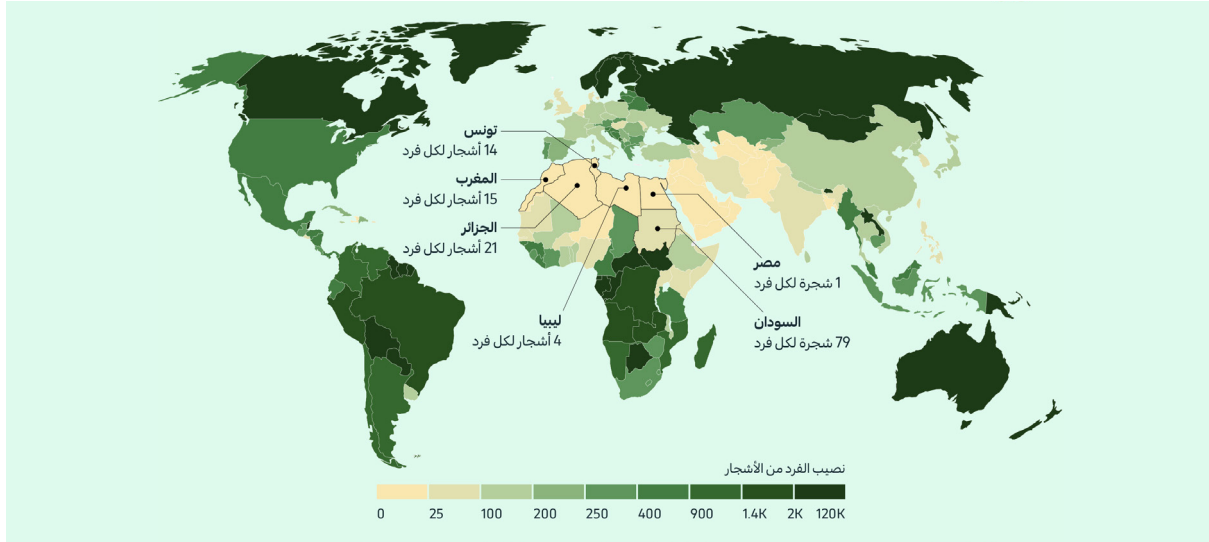 تونس
14 أشجار لكل فرد
المغرب
15 أشجار لكل فرد
الجزائر
21 أشجار لكل فرد
ليبيا
4 أشجار لكل فرد
مصر
1 شجرة لكل فرد
السودان
79 شجرة لكل فرد
نصيب الفرد من الأشجار
0 25 100 200 250 400 900 1.4K 2K 120K